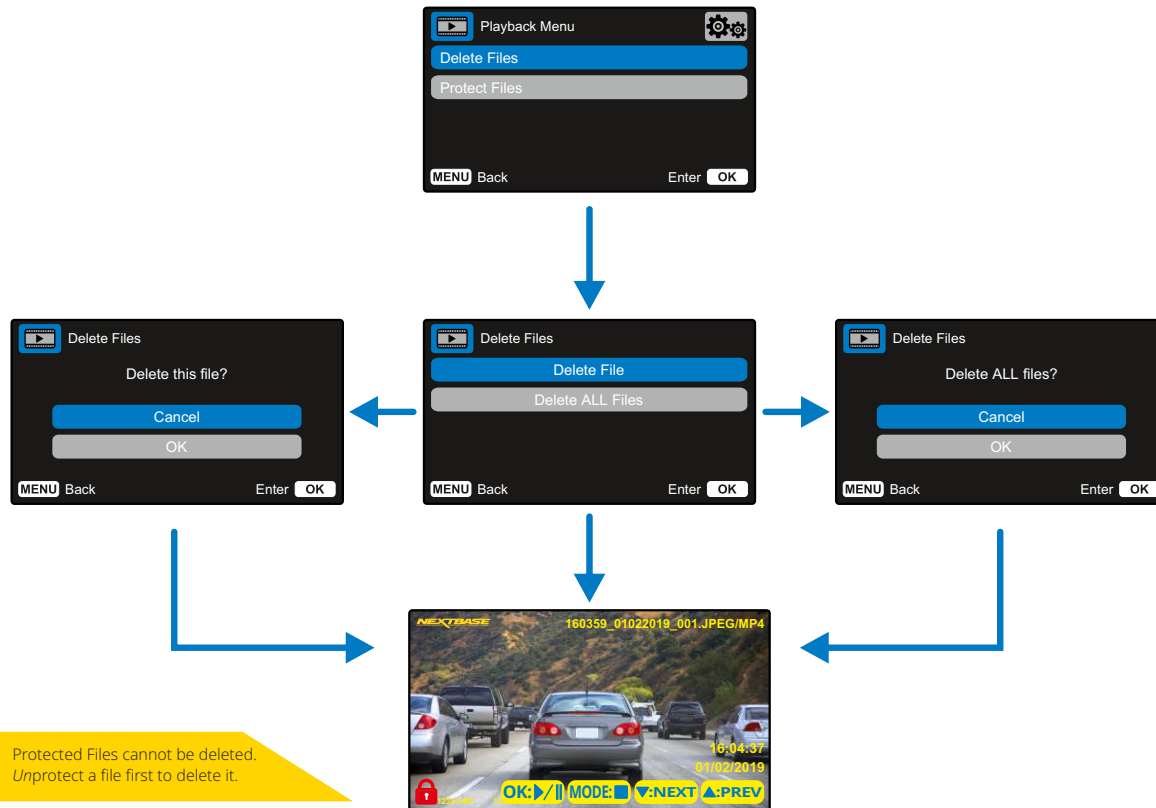 Playback Menu
Delete Files
Protect Files
MENU Back Enter OK
Delete Files
Delete this file?
Cancel
OK
MENU Back Enter OK
Delete Files
Delete File
Delete ALL Files
MENU Back Enter OK
Delete Files
Delete ALL files?
Cancel
OK
MENU Back Enter OK
NEXTBASE 160359_01022019_001.JPEG/MP4
16:04:37
01/02/2019
OK:▶/|| MODE:■ ▼:NEXT ▲:PREV
Protected Files cannot be deleted.
Unprotect a file first to delete it.